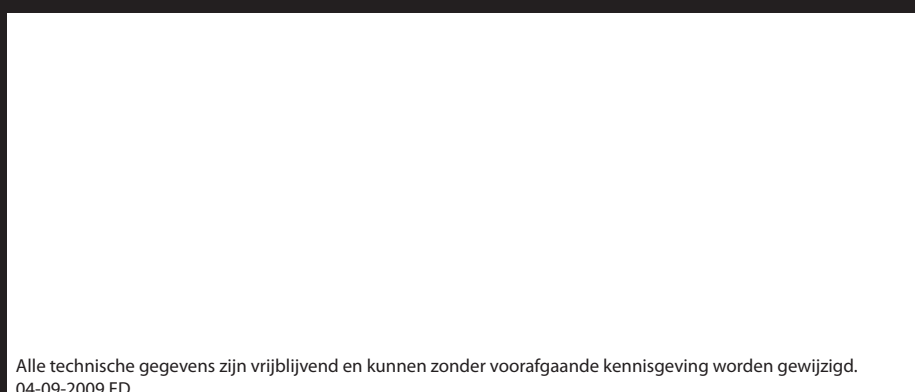 Alle technische gegevens zijn vrijblijvend en kunnen zonder voorafgaande kennisgeving worden gewijzigd.
04-09-2009 ED